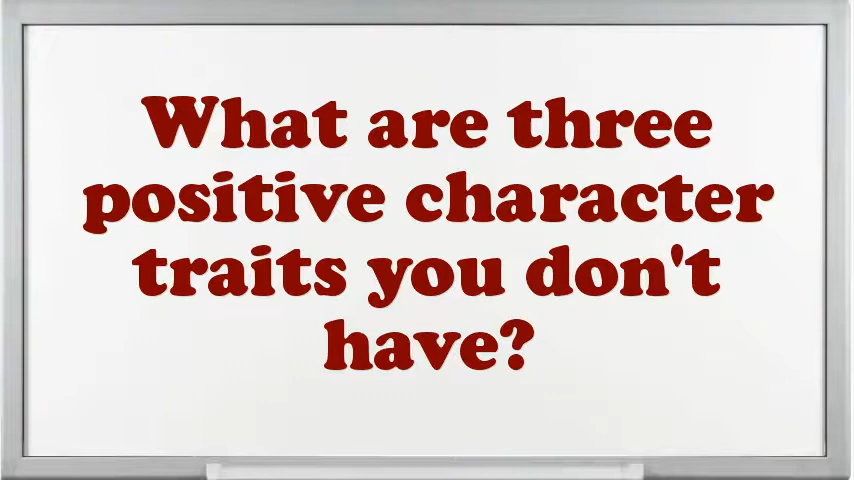 What are three
positive character
traits you don't
have?